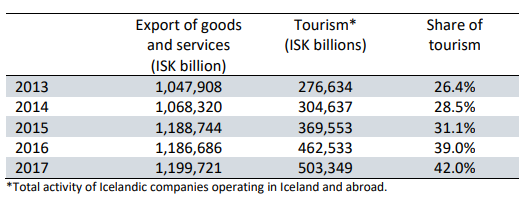 Export of goods and services (ISK billion) Tourism* (ISK billions) Share of tourism
2013 1,047,908 276,634 26.4%
2014 1,068,320 304,637 28.5%
2015 1,188,744 369,553 31.1%
2016 1,186,686 462,533 39.0%
2017 1,199,721 503,349 42.0%
*Total activity of Icelandic companies operating in Iceland and abroad.